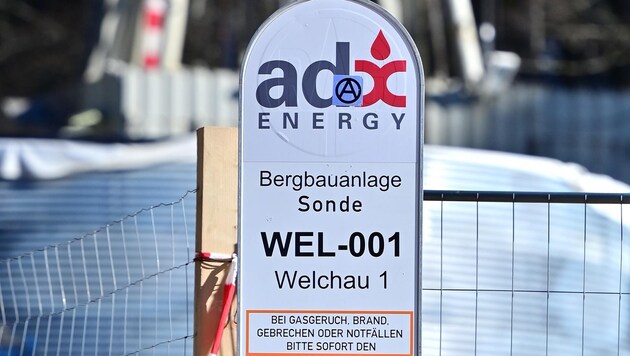 adx
ENERGY
Bergbauanlage
Sonde
WEL-001
Welchau 1
BEI GASGERUCH, BRAND,
GEBRECHEN ODER NOTFÄLLEN
BITTE SOFORT DEN